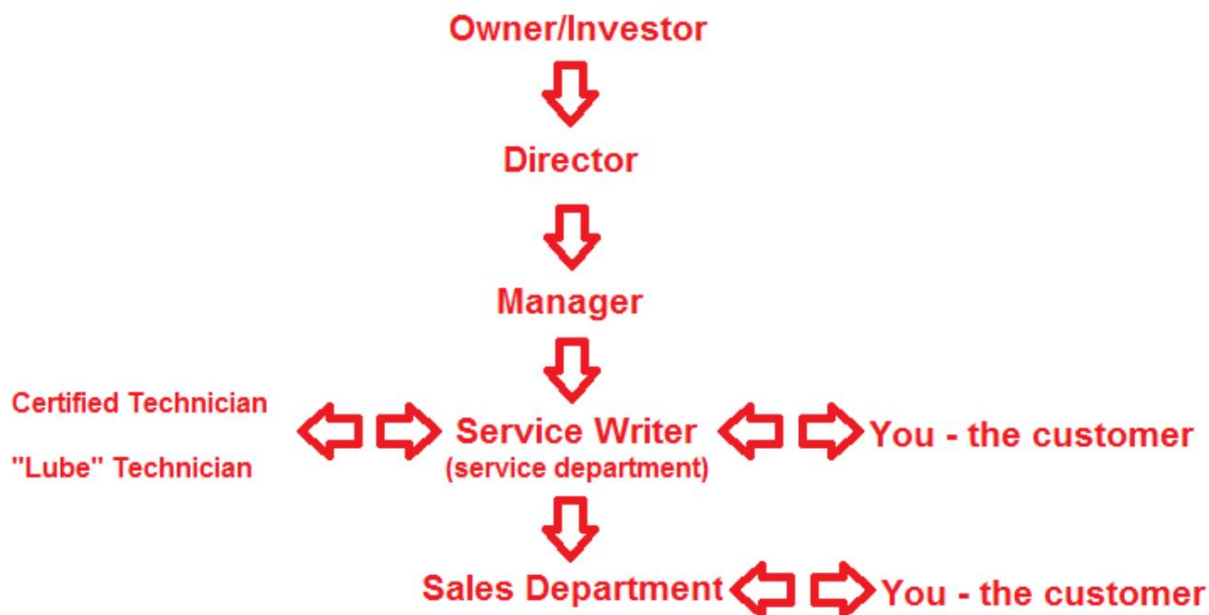 Owner/Investor
Director
Manager
Certified Technician
"Lube" Technician
Service Writer
(service department)
You - the customer
Sales Department
You - the customer